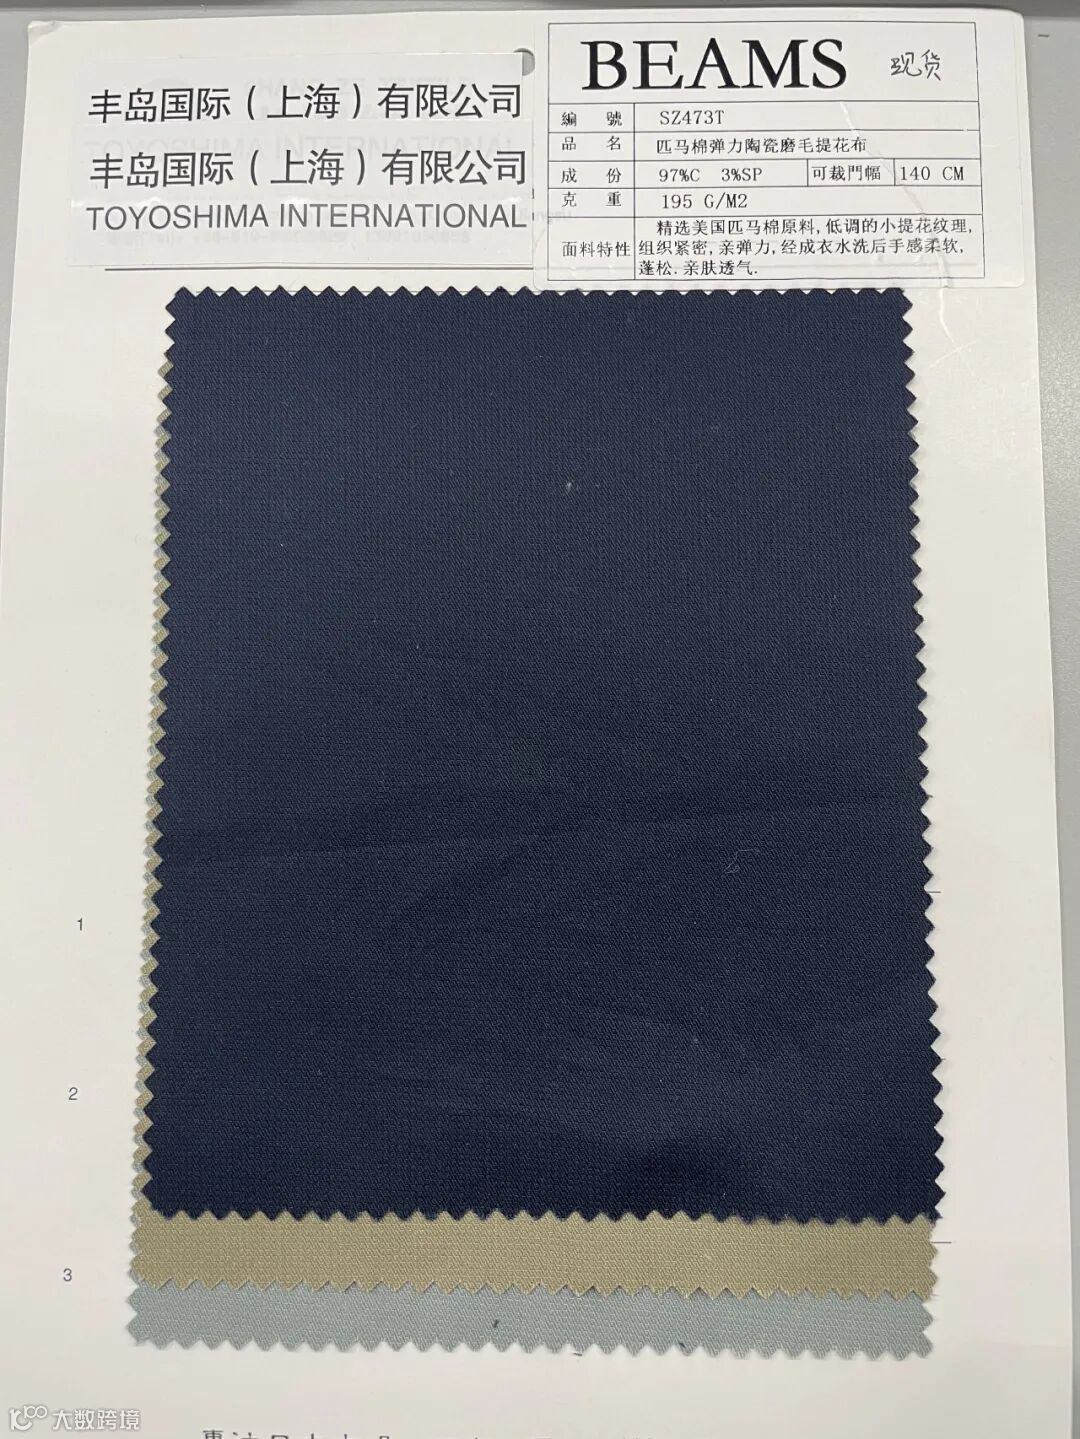 丰岛国际（上海）有限公司
丰岛国际（上海）有限公司
TOYOSHIMA INTERNATIONAL
BEAMS 现货
編 號 SZ473T
品 名 匹马棉弹力陶瓷磨毛提花布
成 份 97%C 3%SP 可裁門幅 140 CM
克 重 195 G/M2
面料特性 精选美国匹马棉原料,低调的小提花纹理,
组织紧密,亲弹力,经成衣水洗后手感柔软,
蓬松.亲肤透气.
1
2
3
大数跨境